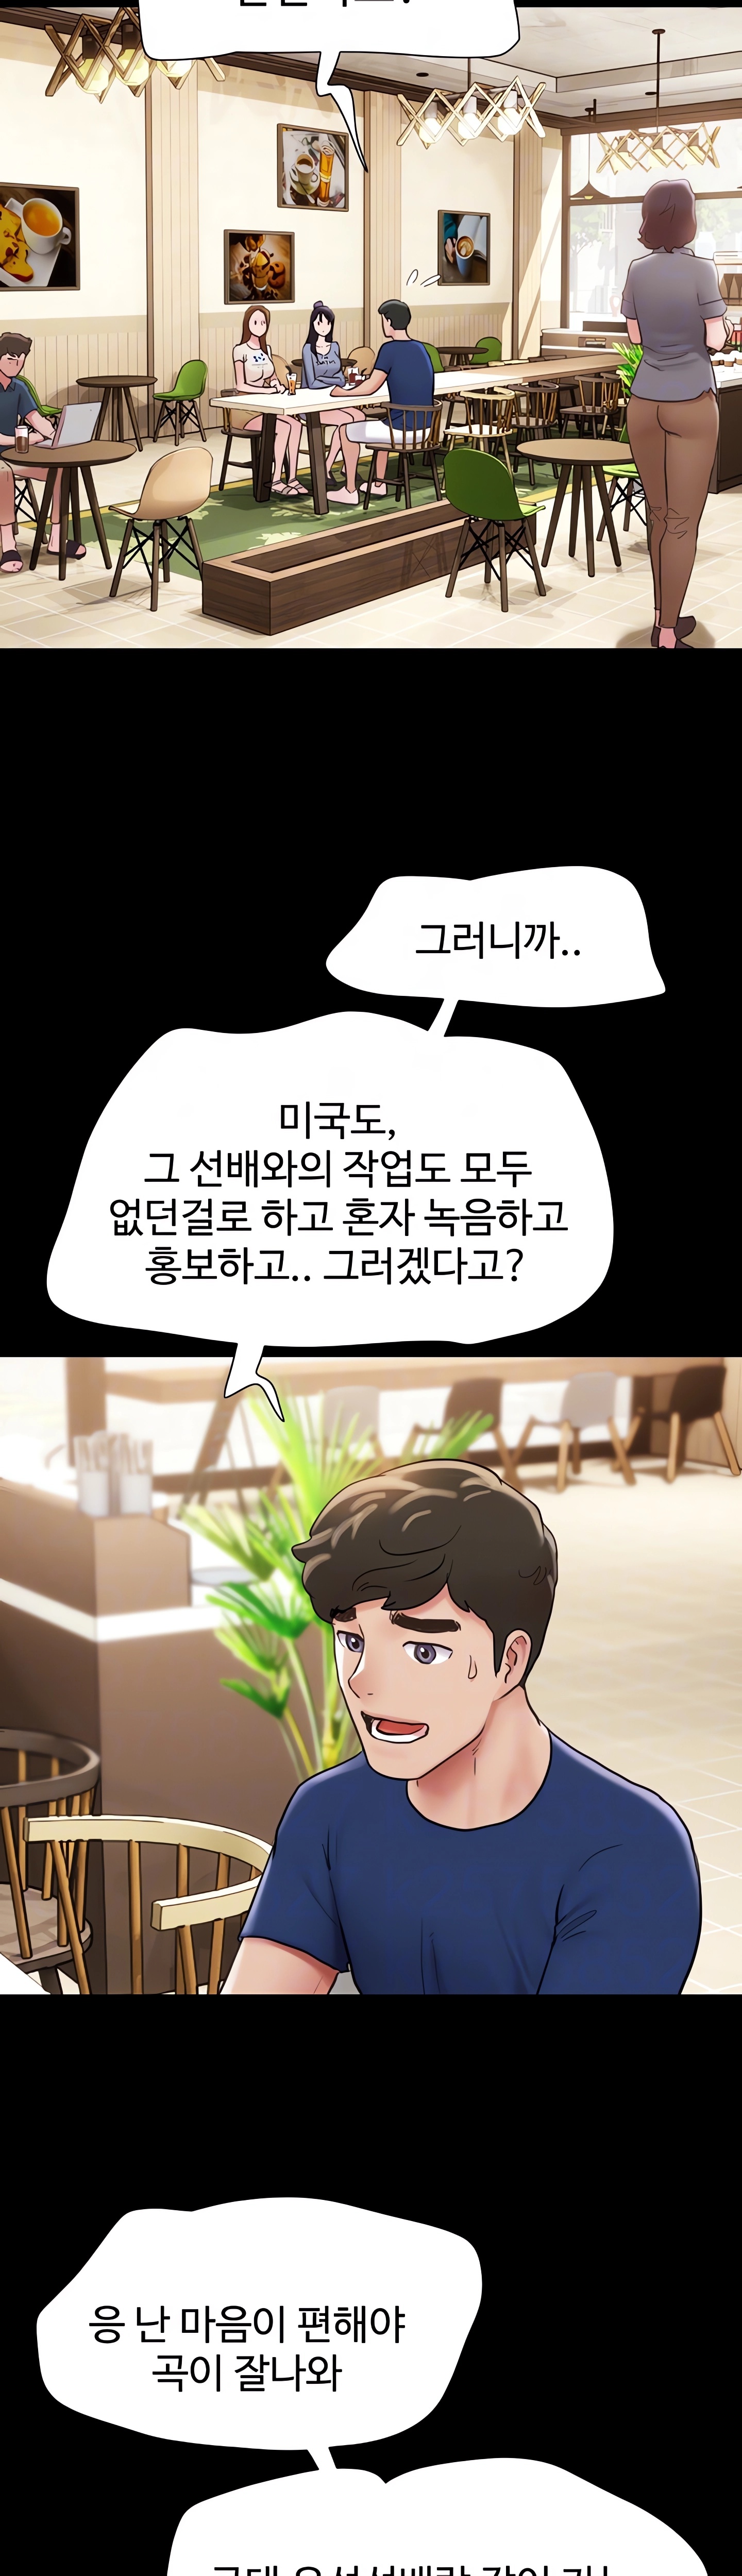 그러니까..
미국도,
그 선배와의 작업도 모두
없던걸로 하고 혼자 녹음하고
홍보하고.. 그러겠다고?
응 난 마음이 편해야
곡이 잘나와